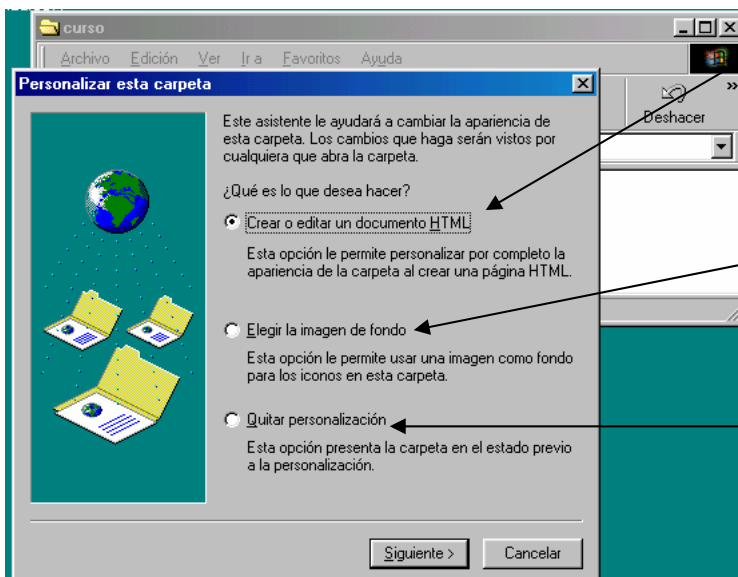 curso
Archivo Edición Ver Ir a Favoritos Ayuda
Deshacer
»
Personalizar esta carpeta
Este asistente le ayudará a cambiar la apariencia de
esta carpeta. Los cambios que haga serán vistos por
cualquiera que abra la carpeta.
¿Qué es lo que desea hacer?
Crear o editar un documento HTML
Esta opción le permite personalizar por completo la
apariencia de la carpeta al crear una página HTML.
Elegir la imagen de fondo
Esta opción le permite usar una imagen como fondo
para los iconos en esta carpeta.
Quitar personalización
Esta opción presenta la carpeta en el estado previo
a la personalización.
Siguiente >
Cancelar